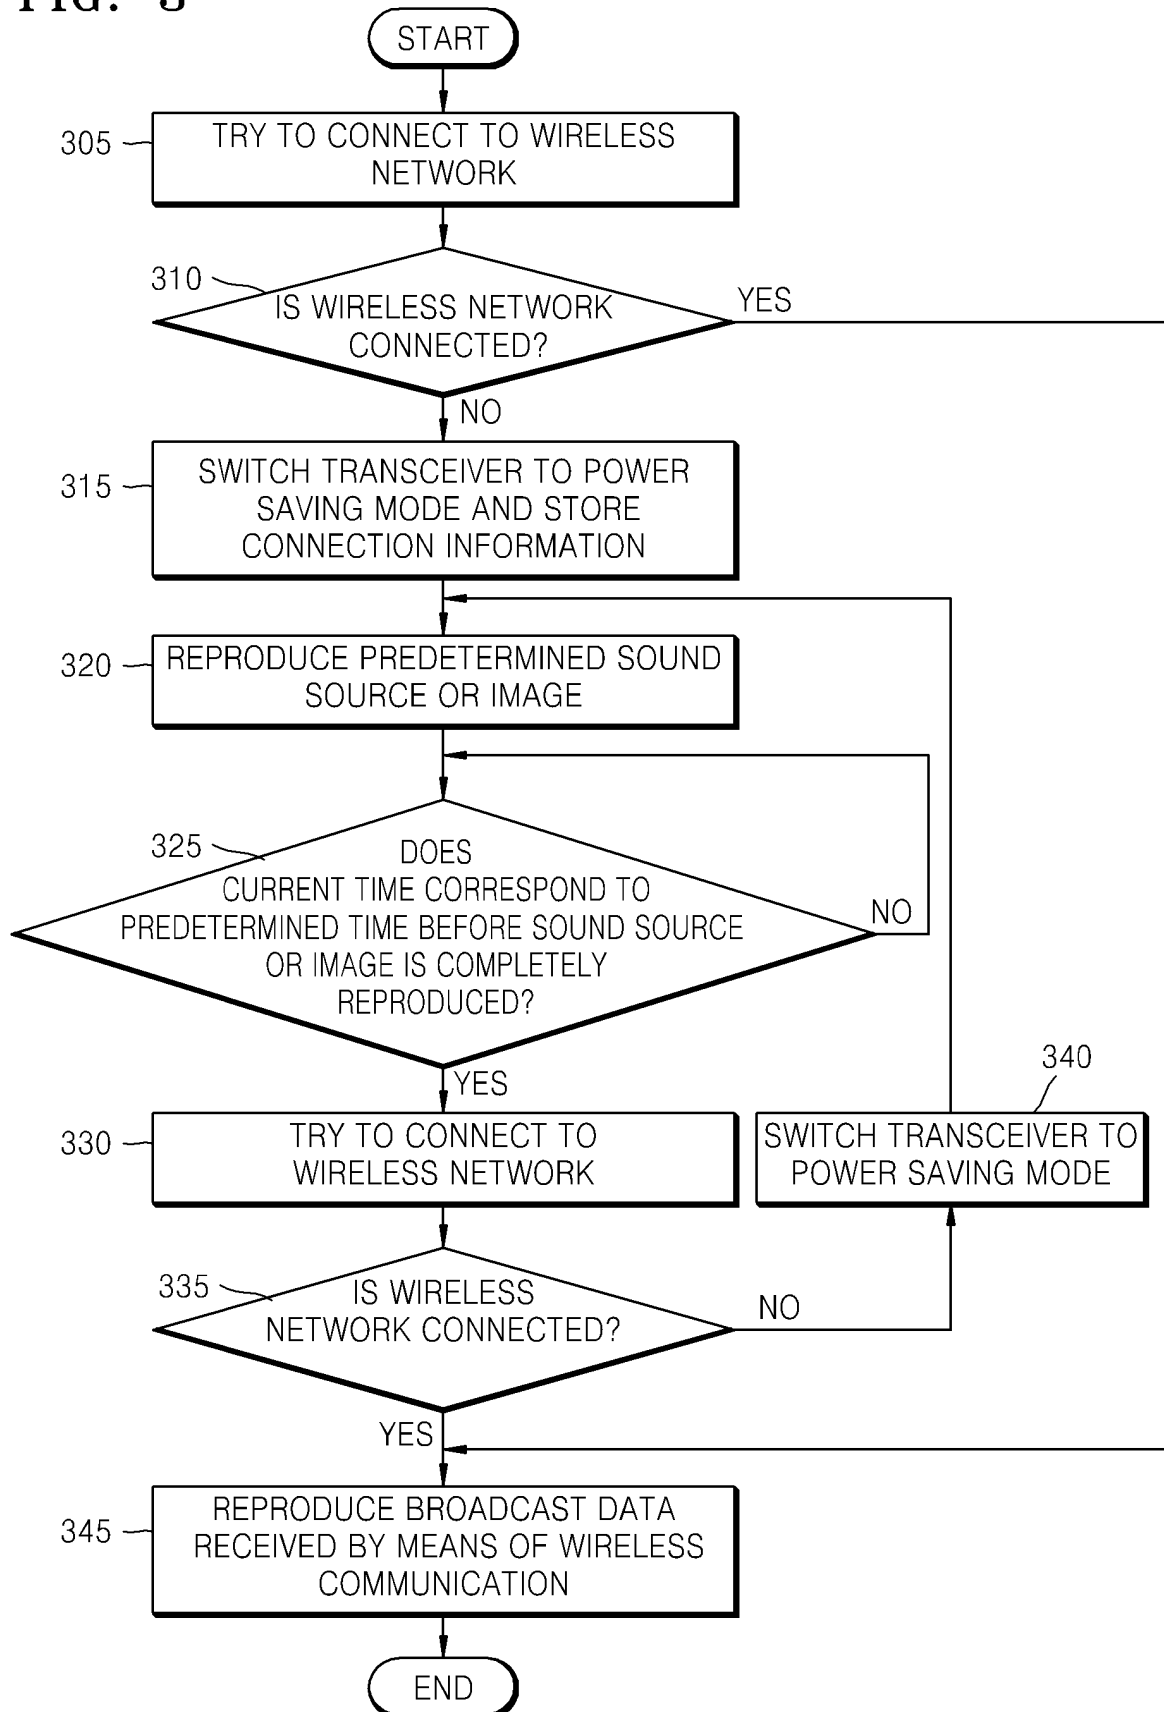 FIG. 3
START
305
TRY TO CONNECT TO WIRELESS
NETWORK
310
IS WIRELESS NETWORK
CONNECTED?
YES
NO
315
SWITCH TRANSCEIVER TO POWER
SAVING MODE AND STORE
CONNECTION INFORMATION
320
REPRODUCE PREDETERMINED SOUND
SOURCE OR IMAGE
325
DOES
CURRENT TIME CORRESPOND TO
PREDETERMINED TIME BEFORE SOUND SOURCE
OR IMAGE IS COMPLETELY
REPRODUCED?
NO
YES
330
TRY TO CONNECT TO
WIRELESS NETWORK
340
SWITCH TRANSCEIVER TO
POWER SAVING MODE
335
IS WIRELESS
NETWORK CONNECTED?
NO
YES
345
REPRODUCE BROADCAST DATA
RECEIVED BY MEANS OF WIRELESS
COMMUNICATION
END